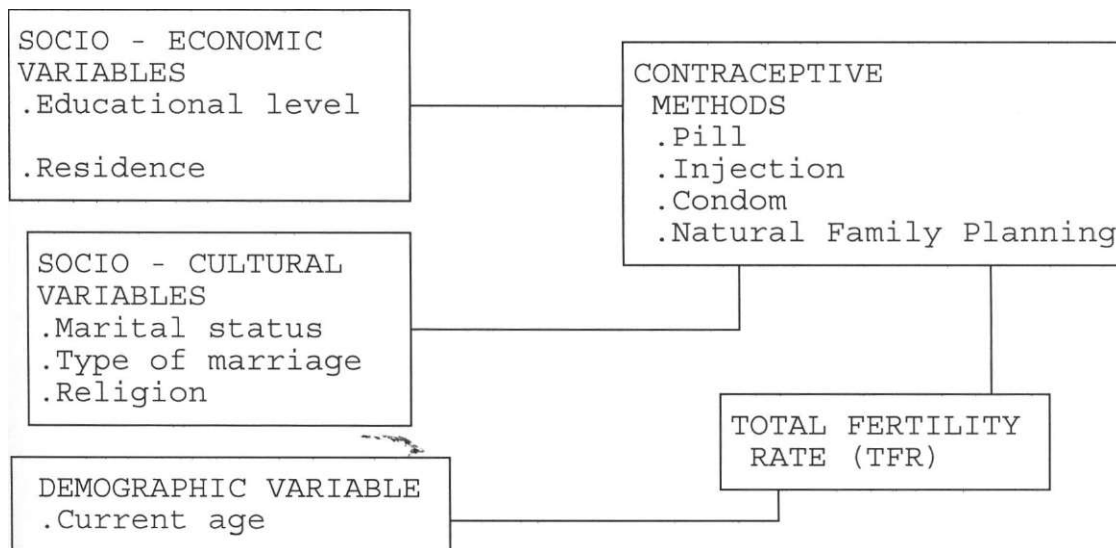 SOCIO - ECONOMIC
VARIABLES
.Educational level
.Residence
CONTRACEPTIVE
METHODS
.Pill
.Injection
.Condom
.Natural Family Planning
SOCIO - CULTURAL
VARIABLES
.Marital status
.Type of marriage
.Religion
TOTAL FERTILITY
RATE (TFR)
DEMOGRAPHIC VARIABLE
.Current age